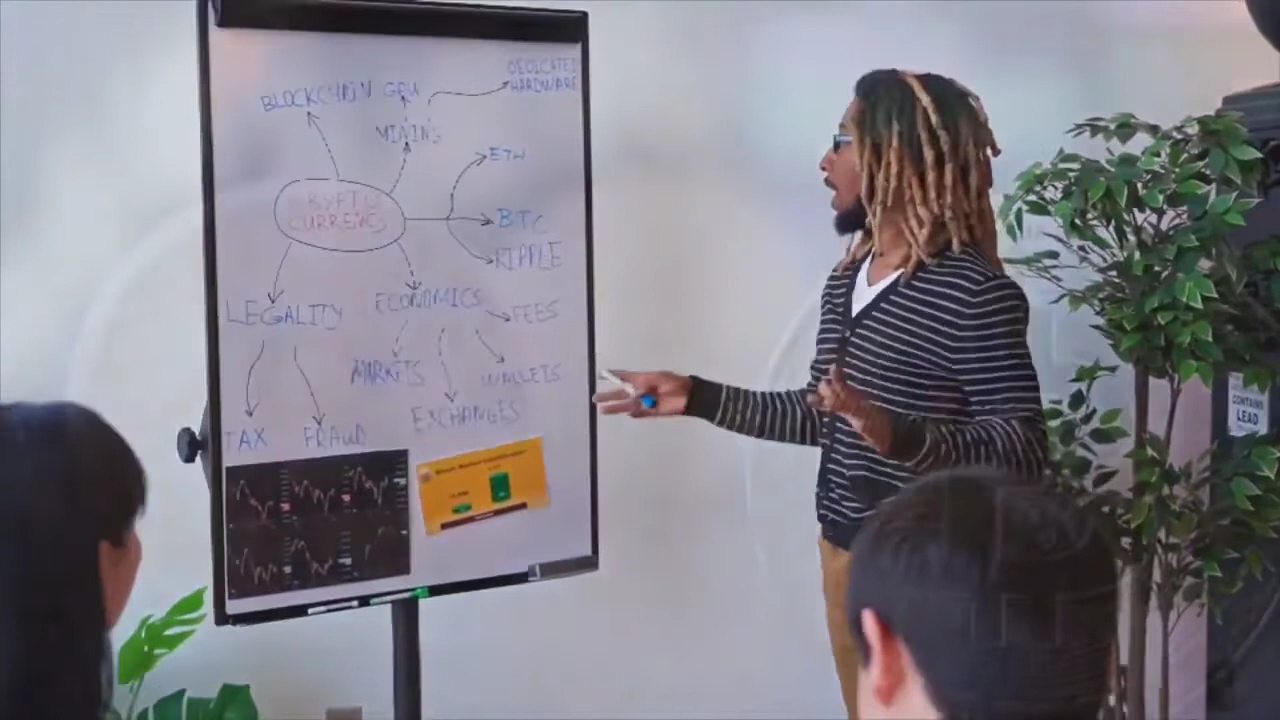 DEDICATED
HARDWARE
BLOCKCHAIN
GPU
MINING
ETH
CRYPTO
CURRENCY
BTC
RIPPLE
LEGALITY
ECONOMICS
FEES
MARKETS
WALLETS
EXCHANGES
TAX
FRAUD
CONTAINS
LEAD